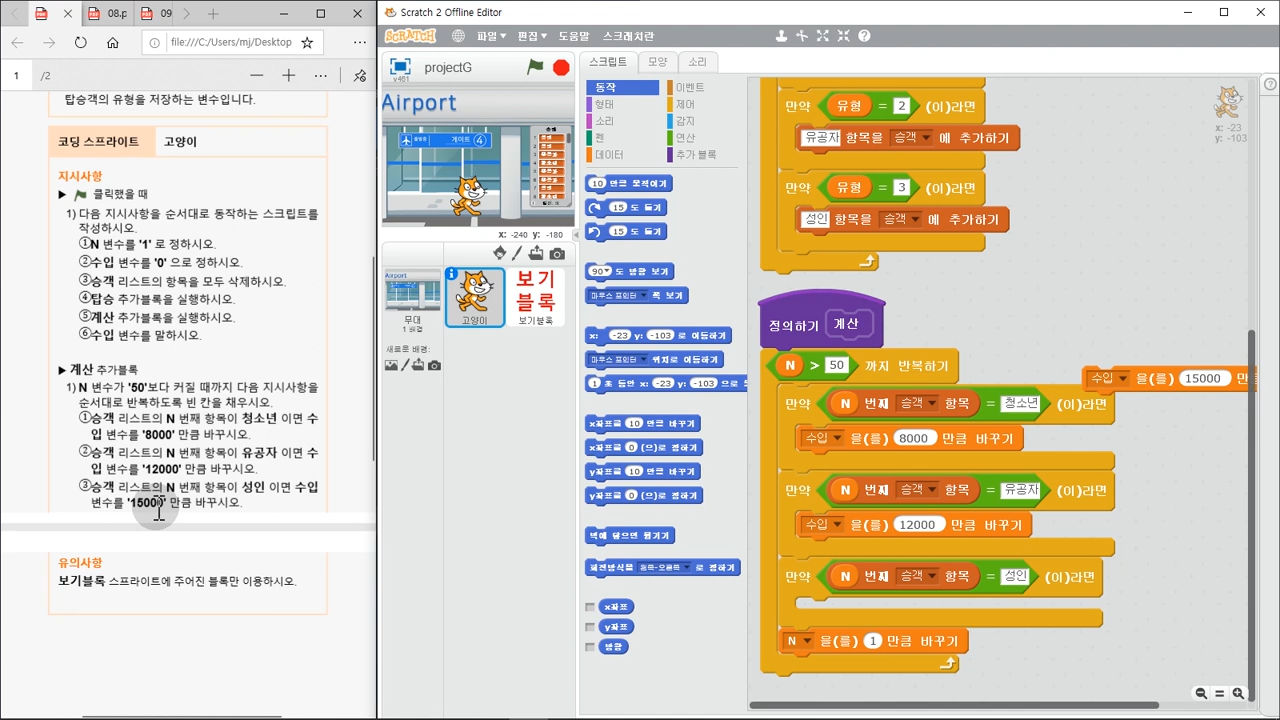 08.p
09
file:///C:/Users/mj/Desktop
1 /2
탑승객의 유형을 저장하는 변수입니다.
코딩 스프라이트 고양이
지시사항
▶ 클릭했을 때
1) 다음 지시사항을 순서대로 동작하는 스크립트를
작성하시오.
①N 변수를 '1' 로 정하시오.
②수입 변수를 '0' 으로 정하시오.
③승객 리스트의 항목을 모두 삭제하시오.
④탑승 추가블록을 실행하시오.
⑤계산 추가블록을 실행하시오.
⑥수입 변수를 말하시오.
▶ 계산 추가블록
1) N 변수가 '50'보다 커질 때까지 다음 지시사항을
순서대로 반복하도록 빈 칸을 채우시오.
①승객 리스트의 N 번째 항목이 청소년 이면 수
입 변수를 '8000' 만큼 바꾸시오.
②승객 리스트의 N 번째 항목이 유공자 이면 수
입 변수를 '12000' 만큼 바꾸시오.
③승객 리스트의 N 번째 항목이 성인 이면 수입
변수를 '15000' 만큼 바꾸시오.
유의사항
보기블록 스프라이트에 주어진 블록만 이용하시오.
Scratch 2 Offline Editor
SCRATCH 파일 편집 도움말 스크래치란
v461 projectG
Airport
게이트 4
x: -240 y: -180
Airport
무대
1 배경
고양이
보기
블록
보기블록
새로운 배경:
스크립트 모양 소리
동작 이벤트
형태 제어
소리 감지
펜 연산
데이터 추가 블록
10 만큼 움직이기
15 도 돌기
15 도 돌기
90 도 방향 보기
마우스 포인터 쪽 보기
x: -23 y: -103 로 이동하기
마우스 포인터 위치로 이동하기
1 초 동안 x: -23 y: -103 으로
x좌표를 10 만큼 바꾸기
x좌표를 0 (으)로 정하기
y좌표를 10 만큼 바꾸기
y좌표를 0 (으)로 정하기
벽에 닿으면 튕기기
회전방식을 왼쪽-오른쪽 로 정하기
x좌표
y좌표
방향
x: -23
y: -103
만약 유형 = 2 (이)라면
유공자 항목을 승객 에 추가하기
만약 유형 = 3 (이)라면
성인 항목을 승객 에 추가하기
정의하기 계산
N > 50 까지 반복하기
수입 을(를) 15000 만
만약 N 번째 승객 항목 = 청소년 (이)라면
수입 을(를) 8000 만큼 바꾸기
만약 N 번째 승객 항목 = 유공자 (이)라면
수입 을(를) 12000 만큼 바꾸기
만약 N 번째 승객 항목 = 성인 (이)라면
N 을(를) 1 만큼 바꾸기